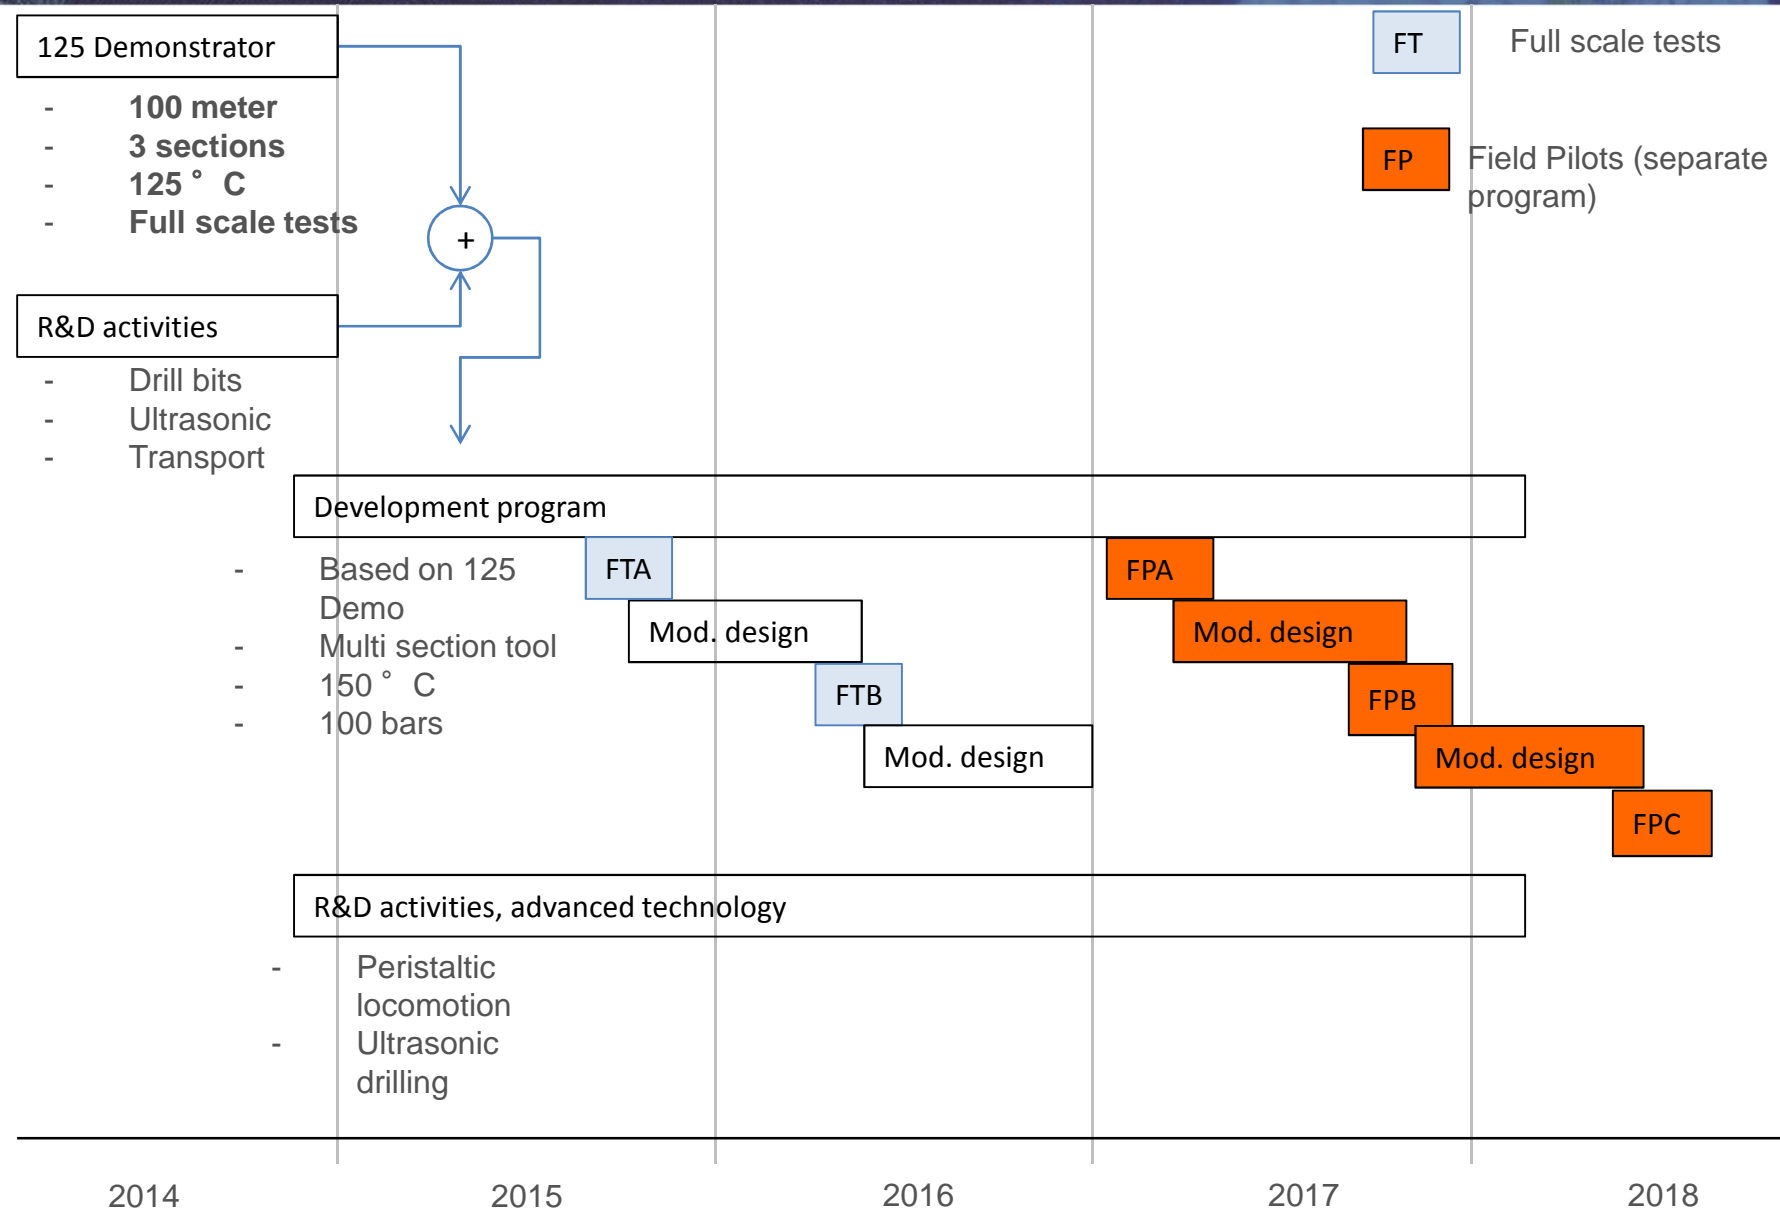 125 Demonstrator
- 100 meter
- 3 sections
- 125 ° C
- Full scale tests
FT Full scale tests
FP Field Pilots (separate
program)
+
R&D activities
- Drill bits
- Ultrasonic
- Transport
Development program
- Based on 125
Demo
- Multi section tool
- 150 ° C
- 100 bars
FTA
Mod. design
FTB
Mod. design
FPA
Mod. design
FPB
Mod. design
FPC
R&D activities, advanced technology
- Peristaltic
locomotion
- Ultrasonic
drilling
2014 2015 2016 2017 2018